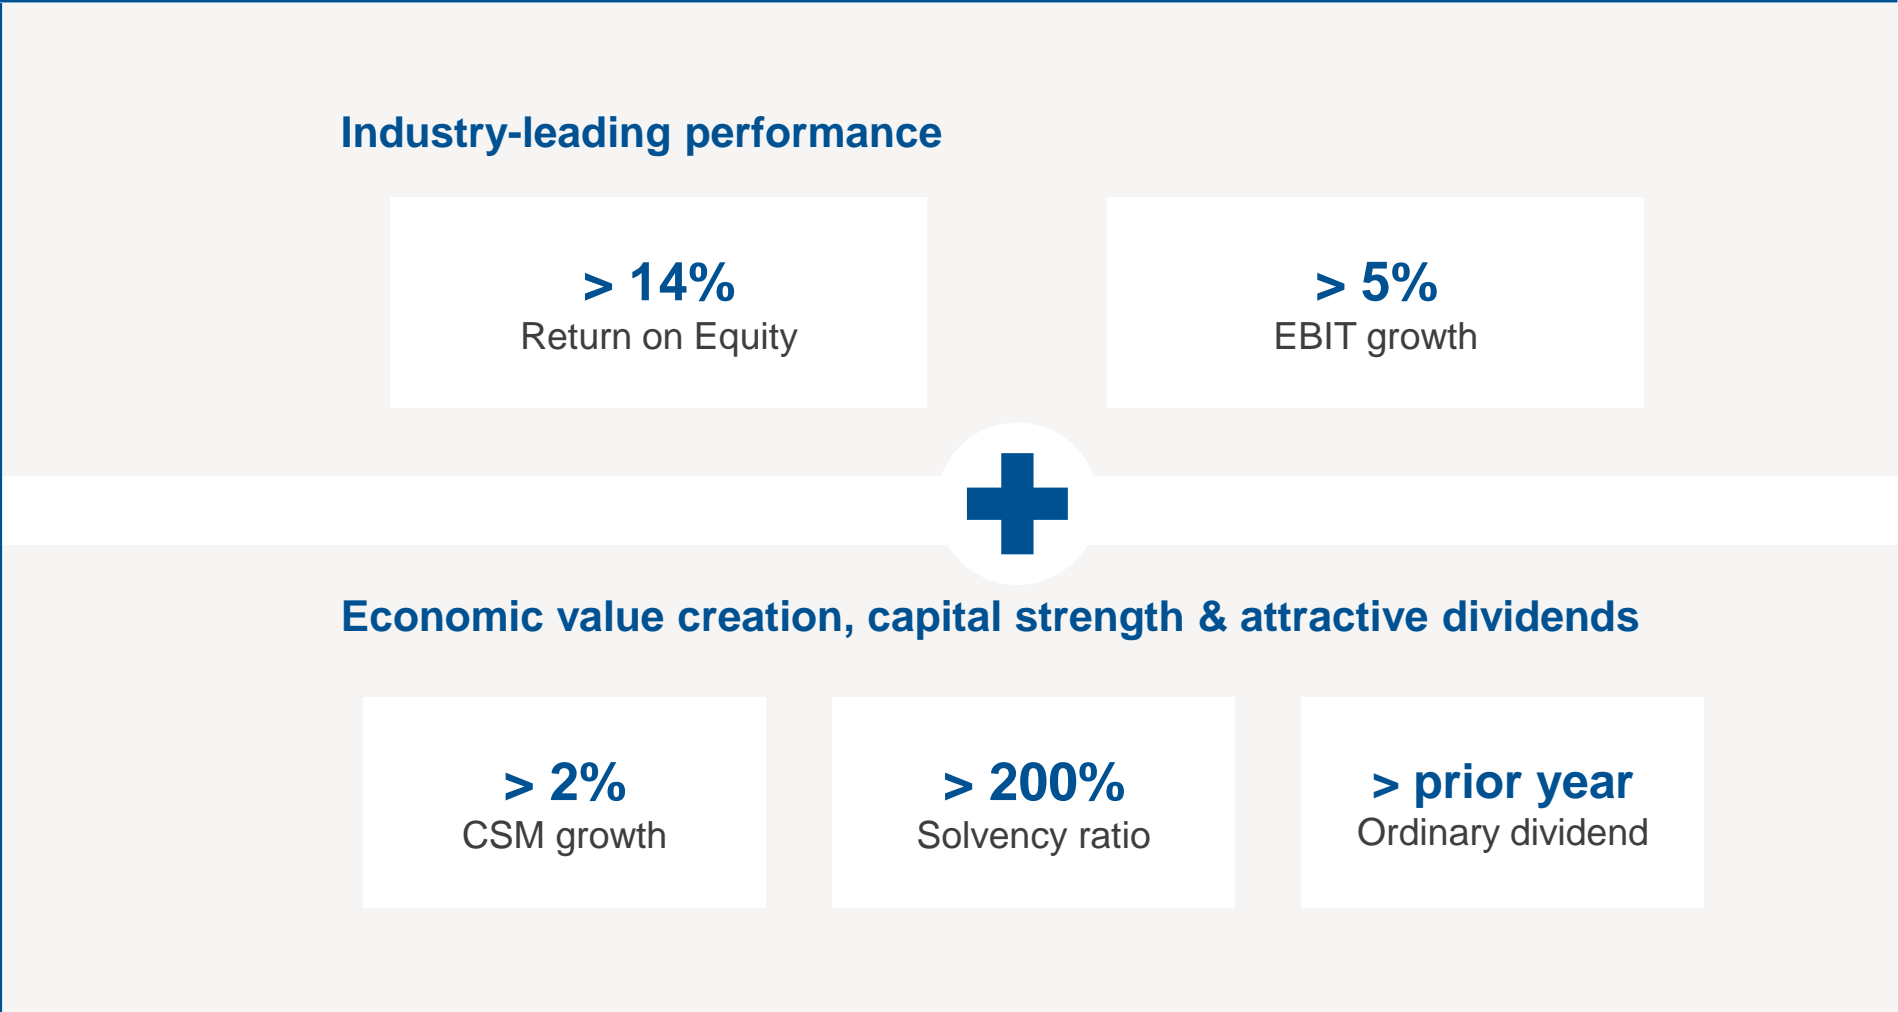 Industry-leading performance
> 14%
Return on Equity
> 5%
EBIT growth
Economic value creation, capital strength & attractive dividends
> 2%
CSM growth
> 200%
Solvency ratio
> prior year
Ordinary dividend